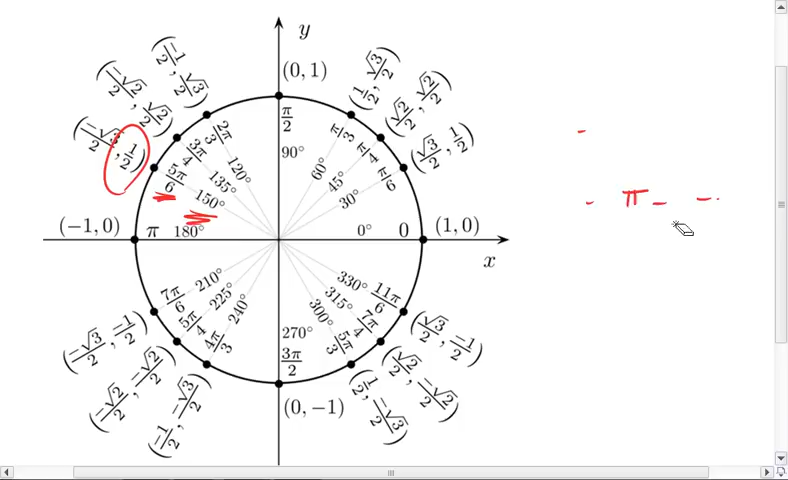 y
(0, 1)
(−1/2, √3/2)
(1/2, √3/2)
(−√2/2, √2/2)
(√2/2, √2/2)
(−√3/2, 1/2)
(√3/2, 1/2)
π/2
90°
2π/3
120°
π/3
60°
3π/4
135°
π/4
45°
5π/6
150°
π/6
30°
(−1, 0)
π
180°
0°
0
(1, 0)
x
π
7π/6
210°
330°
11π/6
5π/4
225°
315°
7π/4
4π/3
240°
300°
5π/3
270°
3π/2
(−√3/2, −1/2)
(√3/2, −1/2)
(−√2/2, −√2/2)
(√2/2, −√2/2)
(−1/2, −√3/2)
(1/2, −√3/2)
(0, −1)